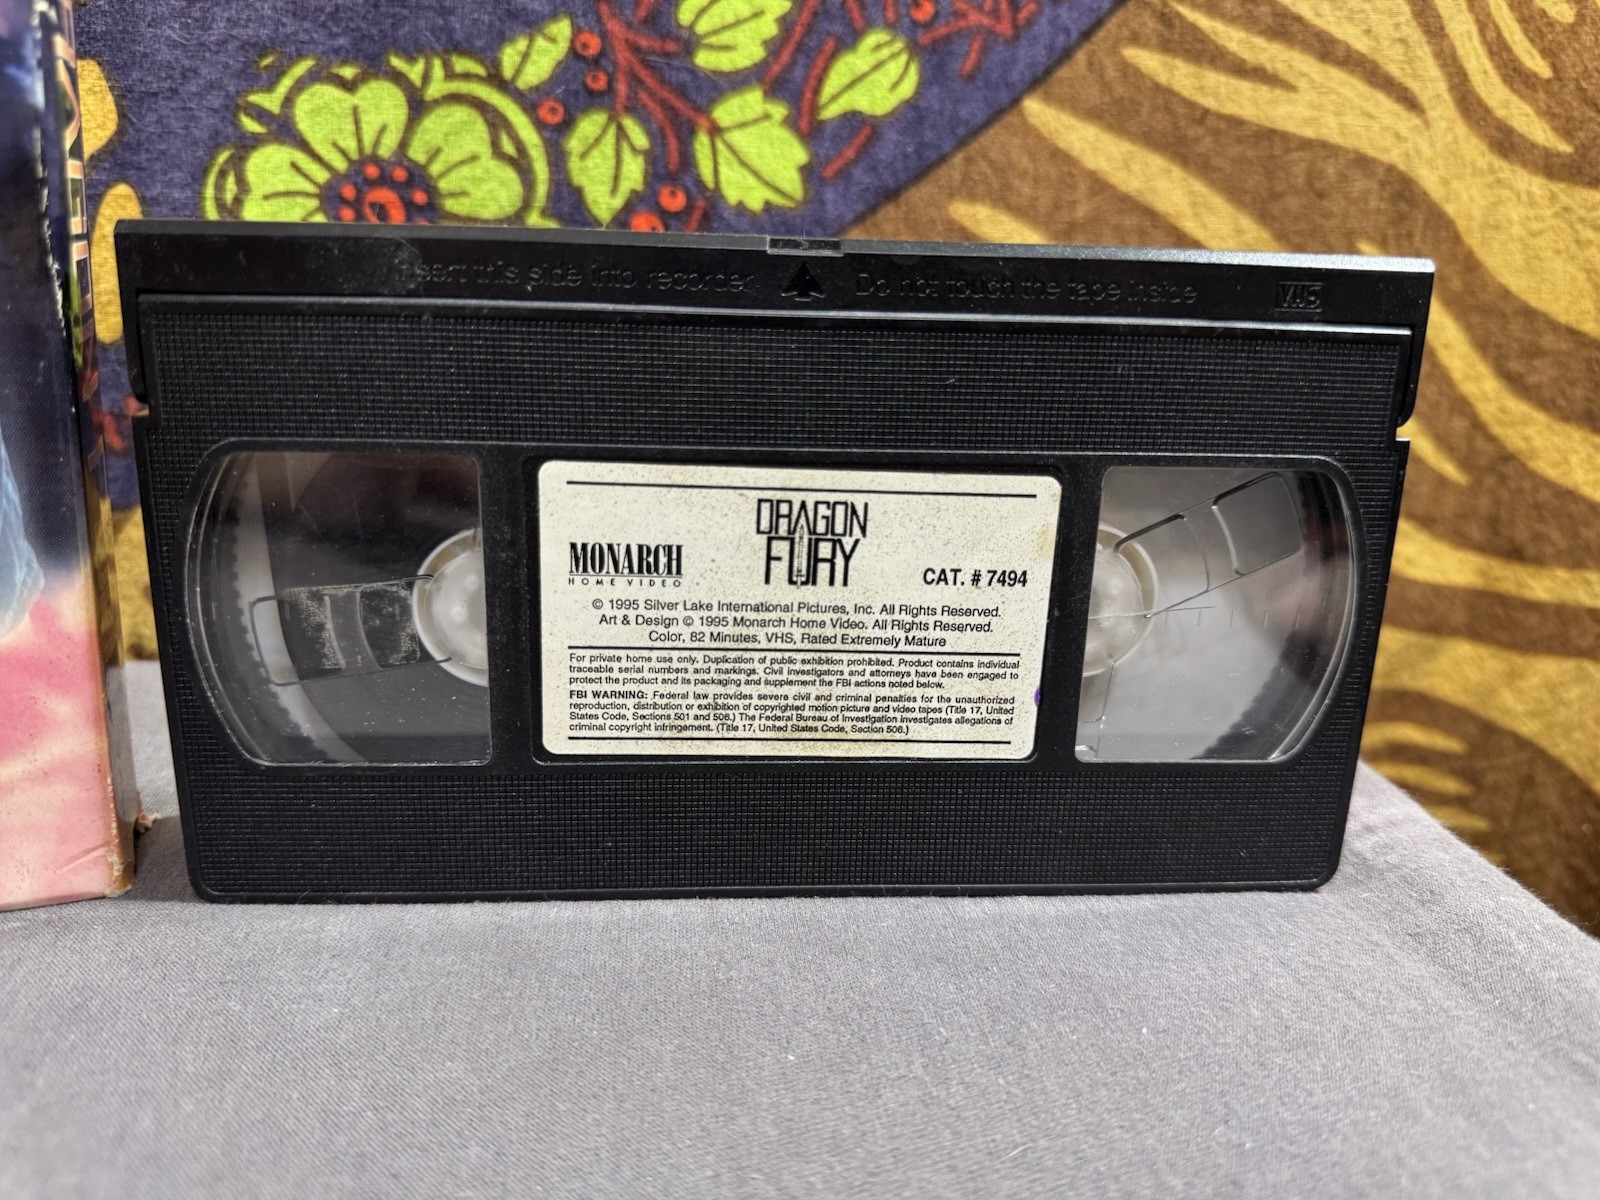 Insert this side into recorder Do not touch the tape inside VHS
DRAGON
FURY
MONARCH
HOME VIDEO
CAT. # 7494
© 1995 Silver Lake International Pictures, Inc. All Rights Reserved.
Art & Design © 1995 Monarch Home Video. All Rights Reserved.
Color, 82 Minutes, VHS, Rated Extremely Mature
For private home use only. Duplication of public exhibition prohibited. Product contains individual
traceable serial numbers and markings. Civil investigators and attorneys have been engaged to
protect the product and its packaging and supplement the FBI actions noted below.
FBI WARNING: Federal law provides severe civil and criminal penalties for the unauthorized
reproduction, distribution or exhibition of copyrighted motion picture and video tapes (Title 17, United
States Code, Sections 501 and 506.) The Federal Bureau of Investigation investigates allegations of
criminal copyright infringement. (Title 17, United States Code, Section 506.)